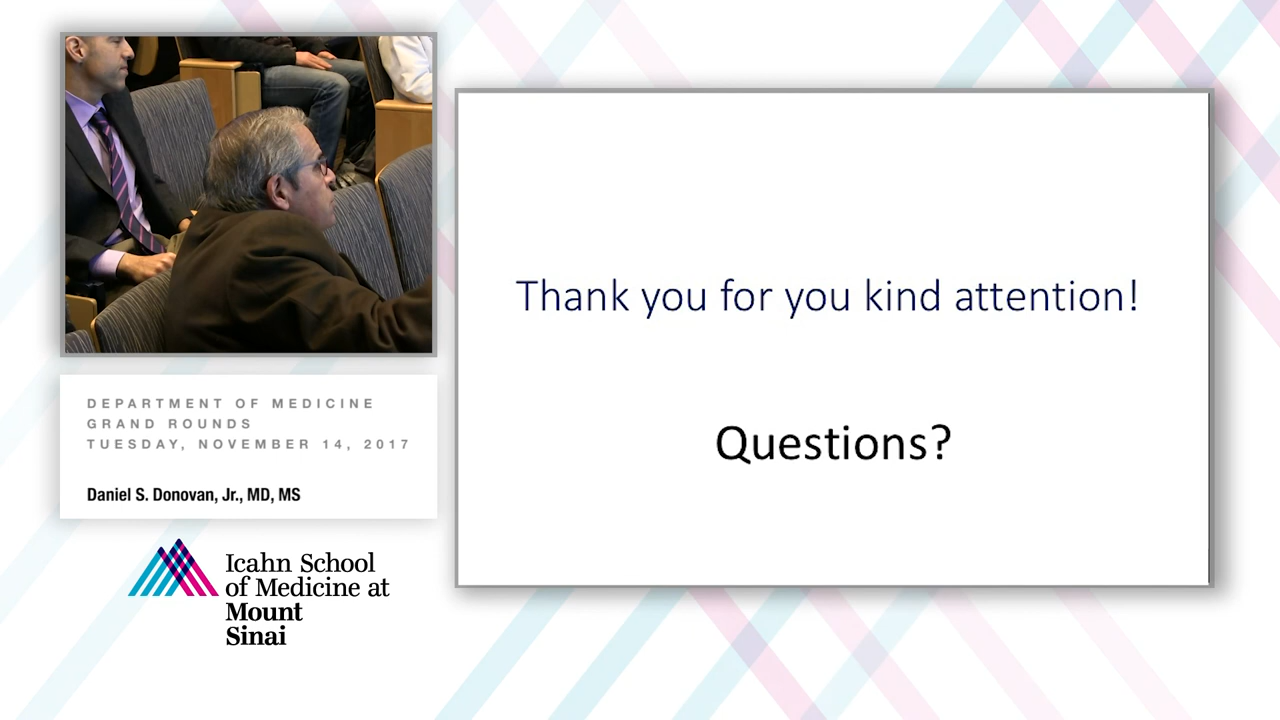 DEPARTMENT OF MEDICINE
GRAND ROUNDS
TUESDAY, NOVEMBER 14, 2017
Daniel S. Donovan, Jr., MD, MS
Icahn School
of Medicine at
Mount
Sinai
Thank you for you kind attention!
Questions?